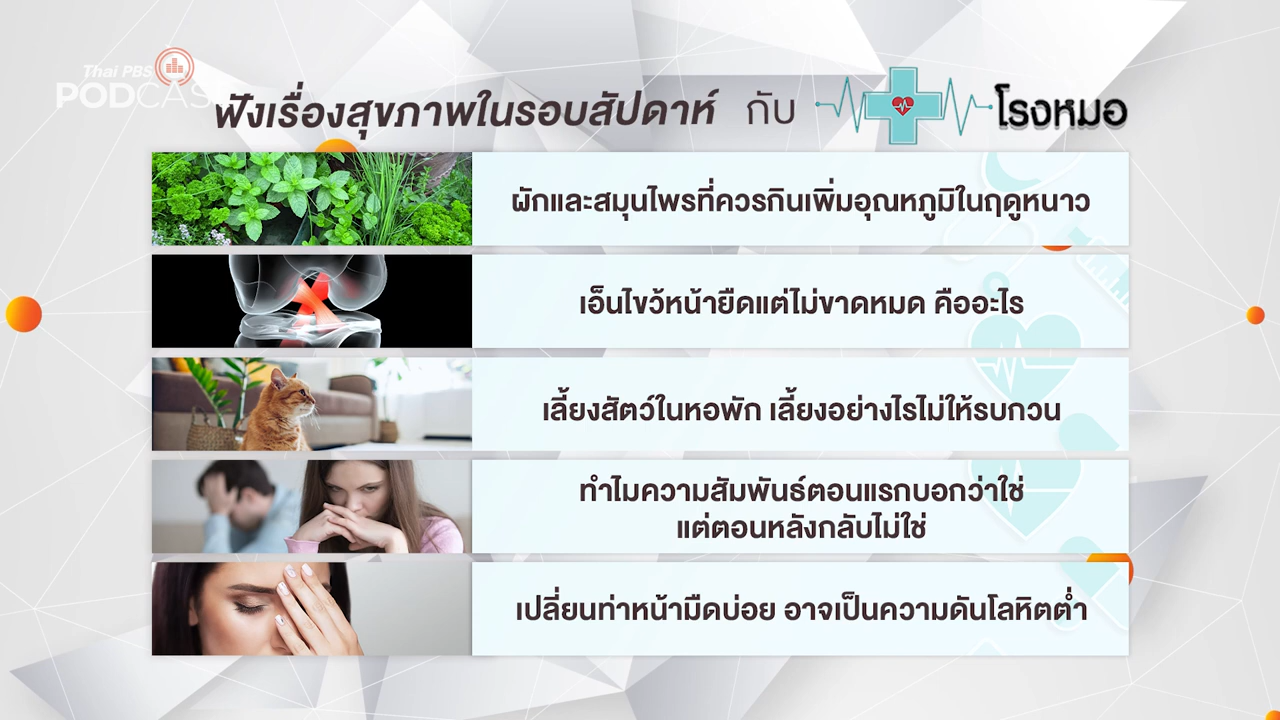 Thai PBS
PODCAST
ฟังเรื่องสุขภาพในรอบสัปดาห์ กับ โรงหมอ
ผักและสมุนไพรที่ควรกินเพิ่มอุณหภูมิในฤดูหนาว
เอ็นไขว้หน้ายืดแต่ไม่ขาดหมด คืออะไร
เลี้ยงสัตว์ในหอพัก เลี้ยงอย่างไรไม่ให้รบกวน
ทำไมความสัมพันธ์ตอนแรกบอกว่าใช่
แต่ตอนหลังกลับไม่ใช่
เปลี่ยนท่าหน้ามืดบ่อย อาจเป็นความดันโลหิตต่ำ